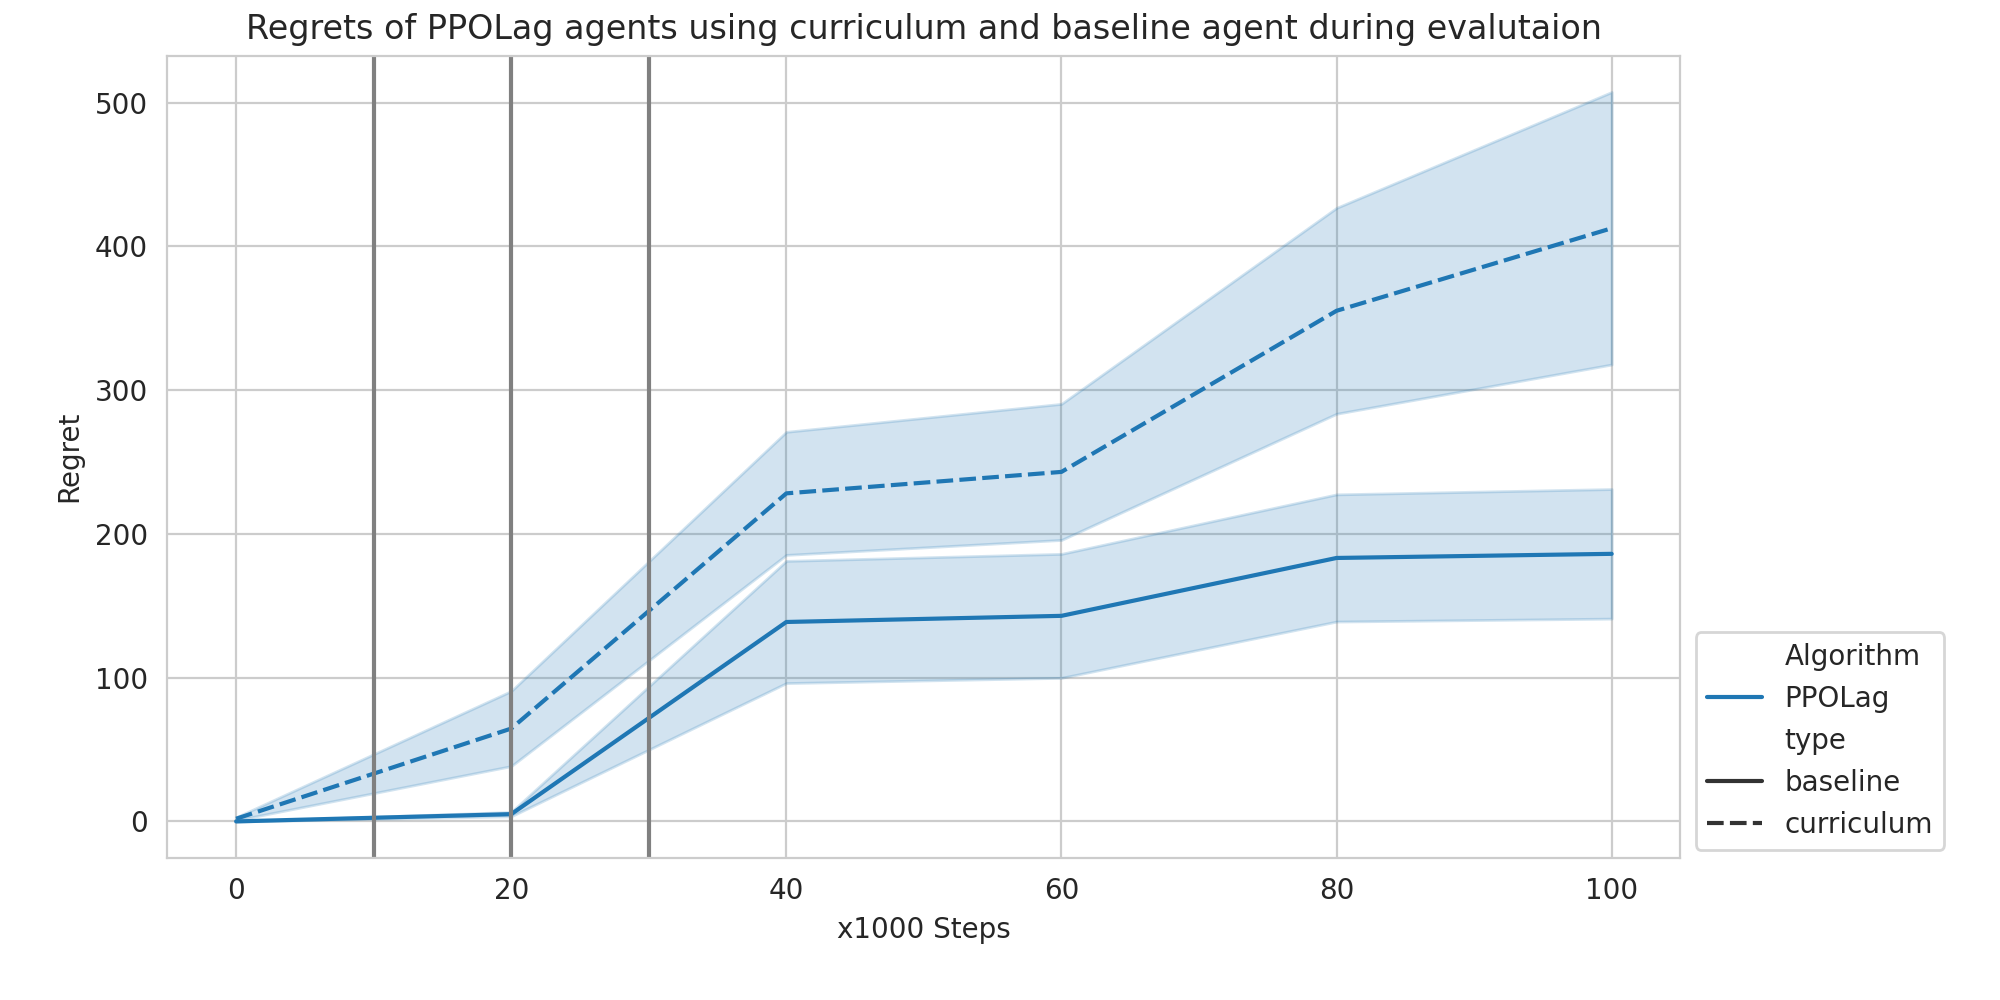 Regrets of PPOLag agents using curriculum and baseline agent during evalutaion
500
400
300
200
100
0
Regret
0 20 40 60 80 100
x1000 Steps
Algorithm
PPOLag
type
baseline
curriculum